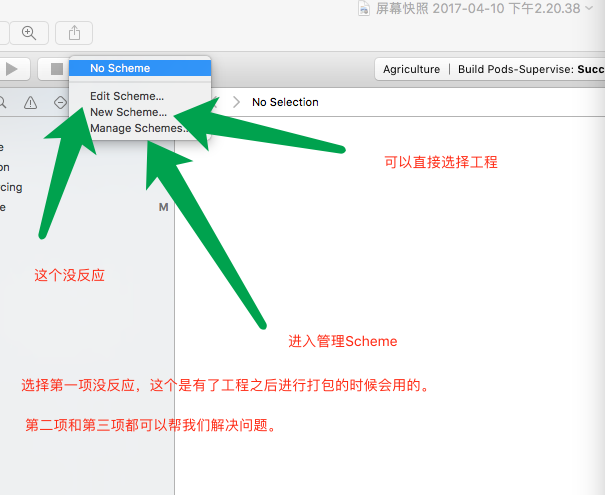 屏幕快照 2017-04-10 下午2.20.38
No Scheme
Agriculture | Build Pods-Supervise: Succ
Edit Scheme...
New Scheme...
No Selection
Manage Schemes...
e
on
cing
e M
可以直接选择工程
这个没反应
进入管理Scheme
选择第一项没反应，这个是有了工程之后进行打包的时候会用的。
第二项和第三项都可以帮我们解决问题。